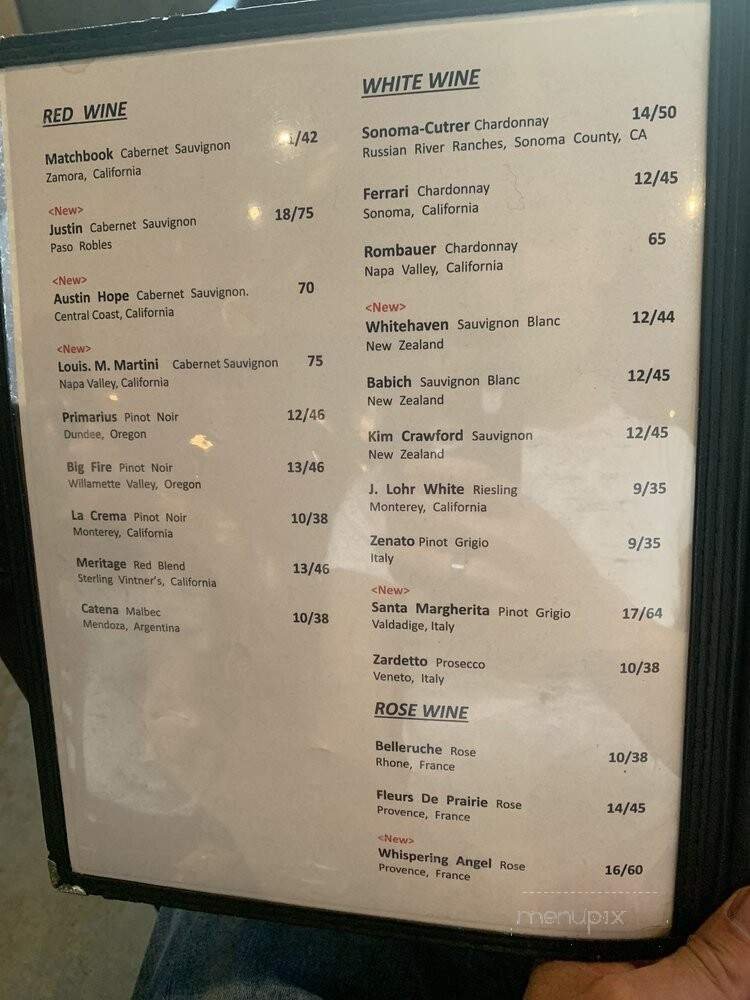 RED WINE
Matchbook Cabernet Sauvignon /42
Zamora, California
<New>
Justin Cabernet Sauvignon 18/75
Paso Robles
<New>
Austin Hope Cabernet Sauvignon. 70
Central Coast, California
<New>
Louis. M. Martini Cabernet Sauvignon 75
Napa Valley, California
Primarius Pinot Noir 12/46
Dundee, Oregon
Big Fire Pinot Noir 13/46
Willamette Valley, Oregon
La Crema Pinot Noir 10/38
Monterey, California
Meritage Red Blend 13/46
Sterling Vintner's, California
Catena Malbec 10/38
Mendoza, Argentina
WHITE WINE
Sonoma-Cutrer Chardonnay 14/50
Russian River Ranches, Sonoma County, CA
Ferrari Chardonnay 12/45
Sonoma, California
Rombauer Chardonnay 65
Napa Valley, California
<New>
Whitehaven Sauvignon Blanc 12/44
New Zealand
Babich Sauvignon Blanc 12/45
New Zealand
Kim Crawford Sauvignon 12/45
New Zealand
J. Lohr White Riesling 9/35
Monterey, California
Zenato Pinot Grigio 9/35
Italy
<New>
Santa Margherita Pinot Grigio 17/64
Valdadige, Italy
Zardetto Prosecco 10/38
Veneto, Italy
ROSE WINE
Belleruche Rose 10/38
Rhone, France
Fleurs De Prairie Rose 14/45
Provence, France
<New>
Whispering Angel Rose 16/60
Provence, France
menupix